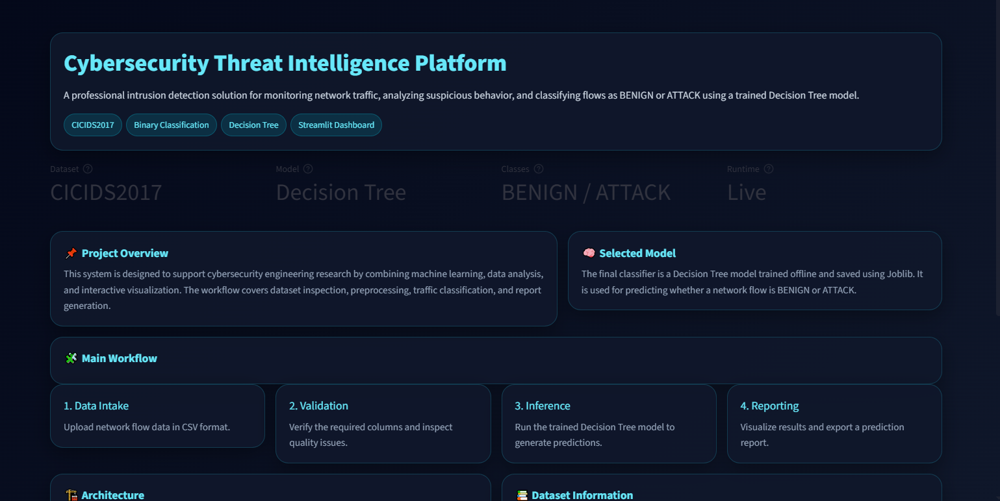 Cybersecurity Threat Intelligence Platform
A professional intrusion detection solution for monitoring network traffic, analyzing suspicious behavior, and classifying flows as BENIGN or ATTACK using a trained Decision Tree model.
CICIDS2017 Binary Classification Decision Tree Streamlit Dashboard
Dataset
CICIDS2017
Model
Decision Tree
Classes
BENIGN / ATTACK
Runtime
Live
Project Overview
This system is designed to support cybersecurity engineering research by combining machine learning, data analysis,
and interactive visualization. The workflow covers dataset inspection, preprocessing, traffic classification, and report
generation.
Selected Model
The final classifier is a Decision Tree model trained offline and saved using Joblib. It
is used for predicting whether a network flow is BENIGN or ATTACK.
Main Workflow
1. Data Intake
Upload network flow data in CSV format.
2. Validation
Verify the required columns and inspect
quality issues.
3. Inference
Run the trained Decision Tree model to
generate predictions.
4. Reporting
Visualize results and export a prediction
report.
Architecture
Dataset Information